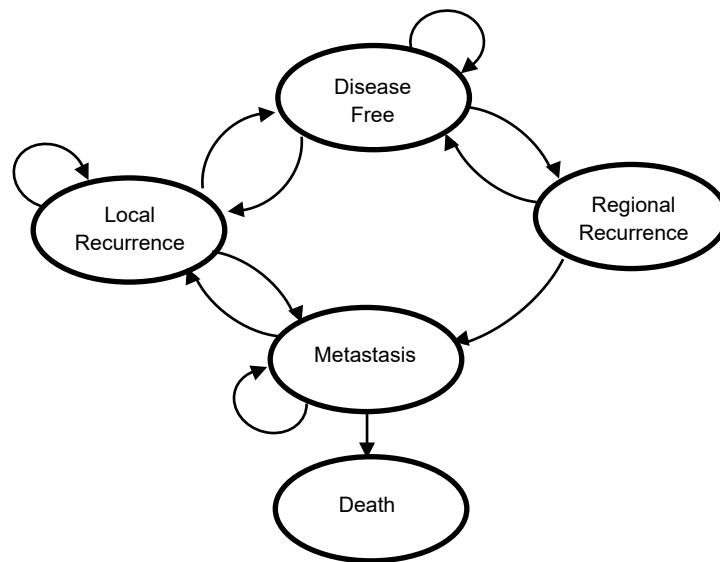 Disease
Free
Local
Recurrence
Regional
Recurrence
Metastasis
Death